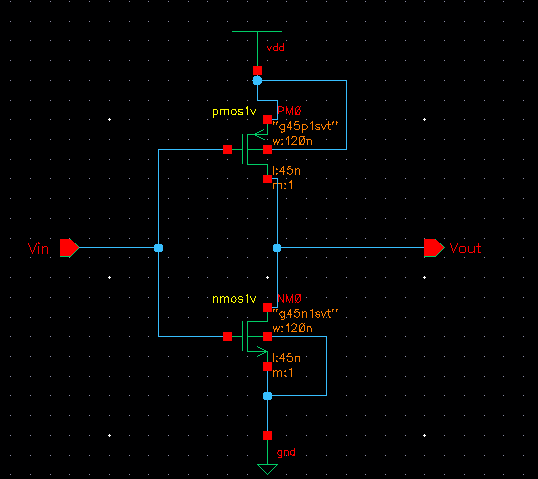 vdd
pmos1v PM0
"g45p1svt"
w:120n
l:45n
m:1
Vin
Vout
nmos1v NM0
"g45n1svt"
w:120n
l:45n
m:1
gnd